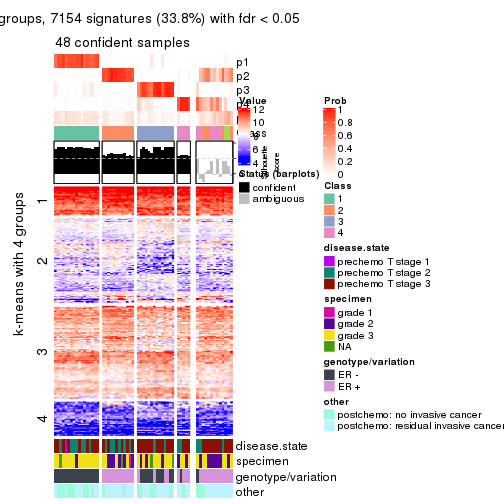 groups, 7154 signatures (33.8%) with fdr < 0.05
48 confident samples
p1
p2
p3
p4
Value
12
10
8
6
4
Silhouette
score
Status (barplots)
confident
ambiguous
Prob
1
0.8
0.6
0.4
0.2
0
Class
1
2
3
4
disease.state
prechemo T stage 1
prechemo T stage 2
prechemo T stage 3
specimen
grade 1
grade 2
grade 3
NA
genotype/variation
ER -
ER +
other
postchemo: no invasive cancer
postchemo: residual invasive cancer
k-means with 4 groups
1
2
3
4
disease.state
specimen
genotype/variation
other